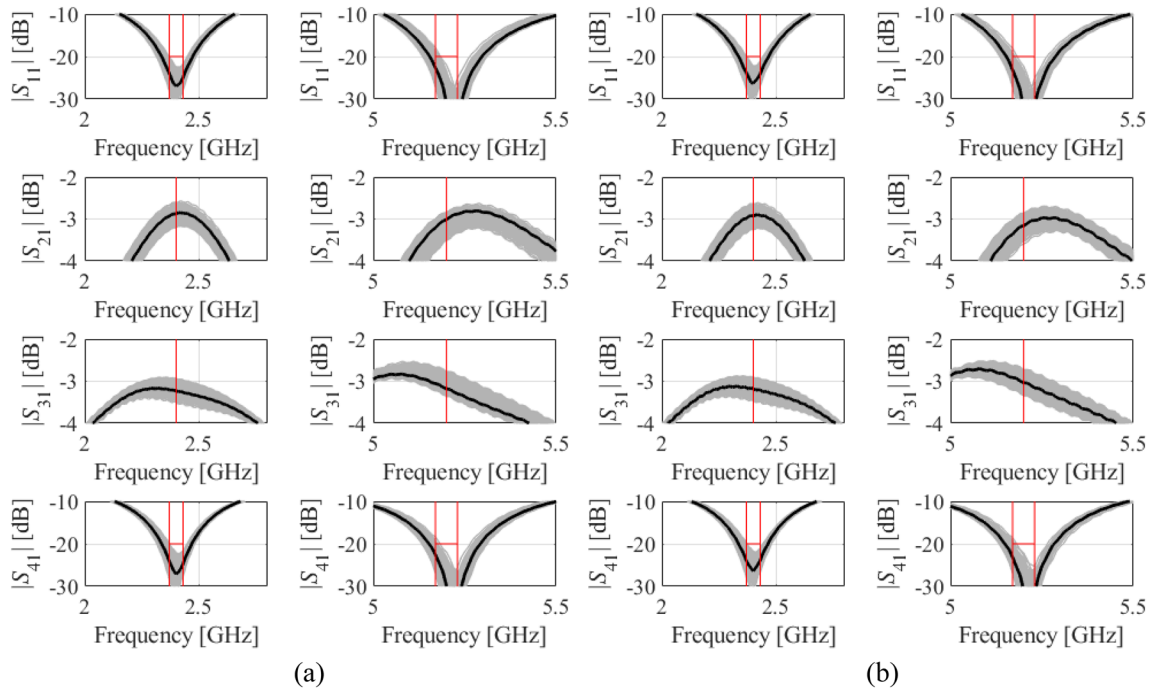 |S₁₁| [dB] -10 |S₁₁| [dB] -10 |S₁₁| [dB] -10 |S₁₁| [dB] -10
-20 -20 -20 -20
-30 -30 -30 -30
2 2.5 5 5.5 2 2.5 5 5.5
Frequency [GHz] Frequency [GHz] Frequency [GHz] Frequency [GHz]
|S₂₁| [dB] -2 |S₂₁| [dB] -2 |S₂₁| [dB] -2 |S₂₁| [dB] -2
-3 -3 -3 -3
-4 -4 -4 -4
2 2.5 5 5.5 2 2.5 5 5.5
Frequency [GHz] Frequency [GHz] Frequency [GHz] Frequency [GHz]
|S₃₁| [dB] -2 |S₃₁| [dB] -2 |S₃₁| [dB] -2 |S₃₁| [dB] -2
-3 -3 -3 -3
-4 -4 -4 -4
2 2.5 5 5.5 2 2.5 5 5.5
Frequency [GHz] Frequency [GHz] Frequency [GHz] Frequency [GHz]
|S₄₁| [dB] -10 |S₄₁| [dB] -10 |S₄₁| [dB] -10 |S₄₁| [dB] -10
-20 -20 -20 -20
-30 -30 -30 -30
2 2.5 5 5.5 2 2.5 5 5.5
Frequency [GHz] Frequency [GHz] Frequency [GHz] Frequency [GHz]
(a) (b)